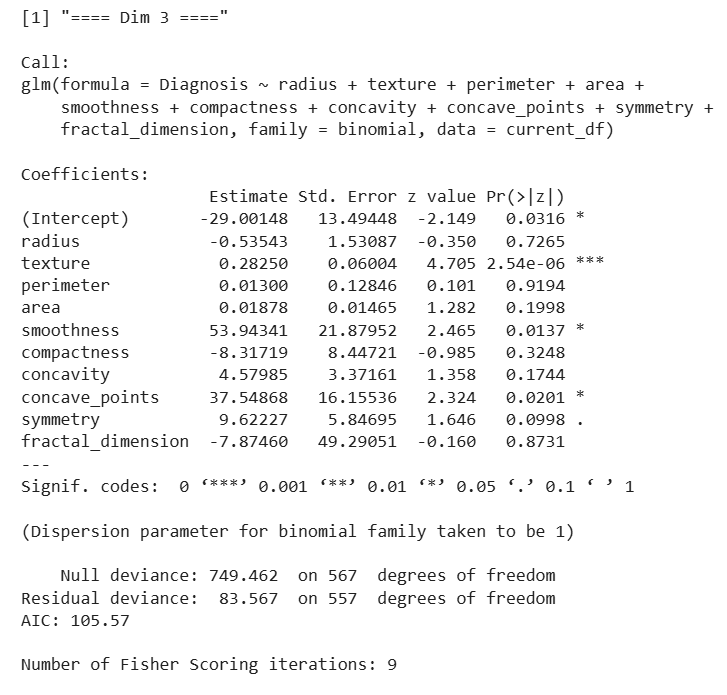 [1] "==== Dim 3 ===="
Call:
glm(formula = Diagnosis ~ radius + texture + perimeter + area +
    smoothness + compactness + concavity + concave_points + symmetry +
    fractal_dimension, family = binomial, data = current_df)
Coefficients:
                   Estimate Std. Error z value Pr(>|z|)
(Intercept)       -29.00148   13.49448  -2.149   0.0316 *
radius             -0.53543    1.53087  -0.350   0.7265
texture             0.28250    0.06004   4.705 2.54e-06 ***
perimeter           0.01300    0.12846   0.101   0.9194
area                0.01878    0.01465   1.282   0.1998
smoothness         53.94341   21.87952   2.465   0.0137 *
compactness        -8.31719    8.44721  -0.985   0.3248
concavity           4.57985    3.37161   1.358   0.1744
concave_points     37.54868   16.15536   2.324   0.0201 *
symmetry            9.62227    5.84695   1.646   0.0998 .
fractal_dimension  -7.87460   49.29051  -0.160   0.8731
---
Signif. codes:  0 ‘***’ 0.001 ‘**’ 0.01 ‘*’ 0.05 ‘.’ 0.1 ‘ ’ 1
(Dispersion parameter for binomial family taken to be 1)
    Null deviance: 749.462  on 567  degrees of freedom
Residual deviance:  83.567  on 557  degrees of freedom
AIC: 105.57
Number of Fisher Scoring iterations: 9